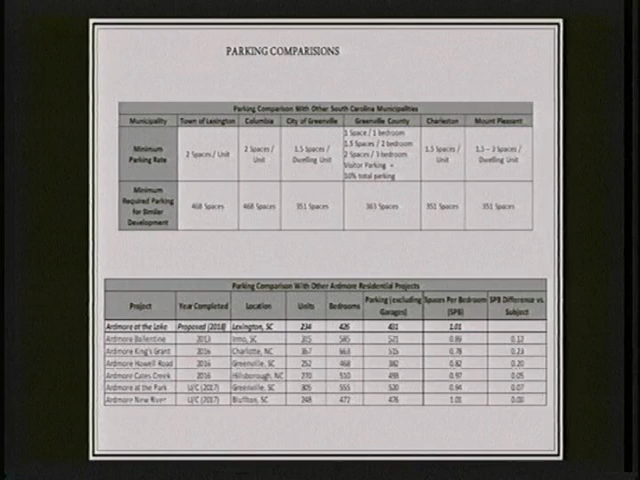 PARKING COMPARISIONS
Parking Comparison With Other South Carolina Municipalities
Municipality Town of Lexington Columbia City of Greenville Greenville County Charleston Mount Pleasant
Minimum Parking Rate 2 Spaces / Unit 2 Spaces / Unit 1.5 Spaces / Dwelling Unit 1 Space / 1 bedroom 1.5 Spaces / 2 bedroom 2 Spaces / 3 bedroom Visitor Parking = 10% total parking 1.5 Spaces / Unit 1.5 – 2 Spaces / Dwelling Unit
Minimum Required Parking for Similar Development 468 Spaces 468 Spaces 351 Spaces 363 Spaces 351 Spaces 351 Spaces
Parking Comparison With Other Ardmore Residential Projects
Project Year Completed Location Units Bedrooms Parking (excluding Garages) Spaces Per Bedroom (SPB) SPB Difference vs. Subject
Ardmore at the Lake Proposed (2018) Lexington, SC 234 426 431 1.01
Ardmore Ballentine 2013 Irmo, SC 315 585 521 0.89 0.12
Ardmore King's Grant 2016 Charlotte, NC 357 663 515 0.78 0.23
Ardmore Howell Road 2016 Greenville, SC 252 468 382 0.82 0.20
Ardmore Cates Creek 2016 Hillsborough, NC 270 510 493 0.97 0.05
Ardmore at the Park U/C (2017) Greenville, SC 305 555 520 0.94 0.07
Ardmore New River U/C (2017) Bluffton, SC 248 472 476 1.01 0.00